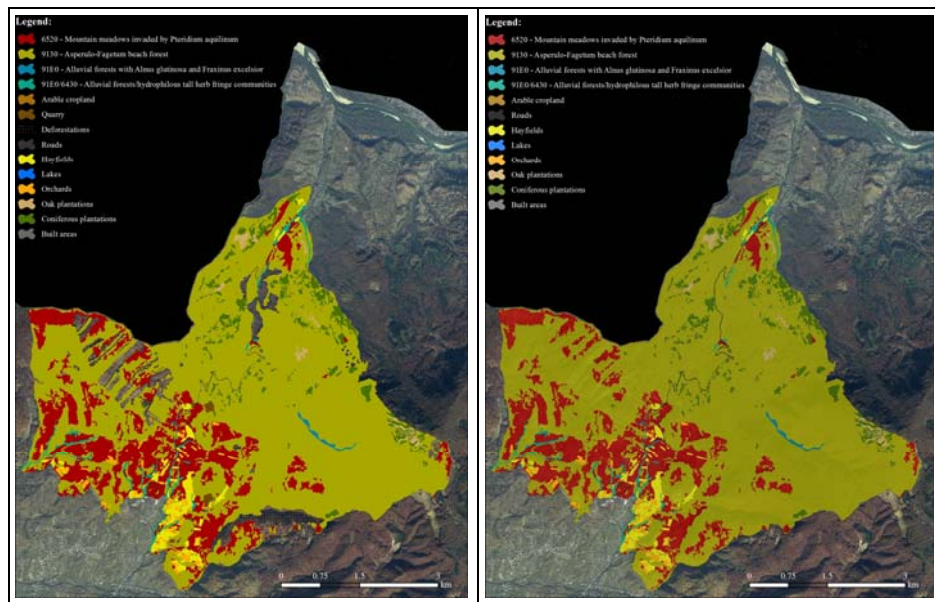 Legend:
6520 - Mountain meadows invaded by Pteridium aquilinum
9130 - Asperulo-Fagetum beach forest
91E0 - Alluvial forests with Alnus glutinosa and Fraxinus excelsior
91E0/6430 - Alluvial forests/hydrophilous tall herb fringe communities
Arable cropland
Quarry
Deforestations
Roads
Hayfields
Lakes
Orchards
Oak plantations
Coniferous plantations
Built areas
0 0.75 1.5 3
km
Legend:
6520 - Mountain meadows invaded by Pteridium aquilinum
9130 - Asperulo-Fagetum beach forest
91E0 - Alluvial forests with Alnus glutinosa and Fraxinus excelsior
91E0/6430 - Alluvial forests/hydrophilous tall herb fringe communities
Arable cropland
Roads
Hayfields
Lakes
Orchards
Oak plantations
Coniferous plantations
Built areas
0 0.75 1.5 3
km